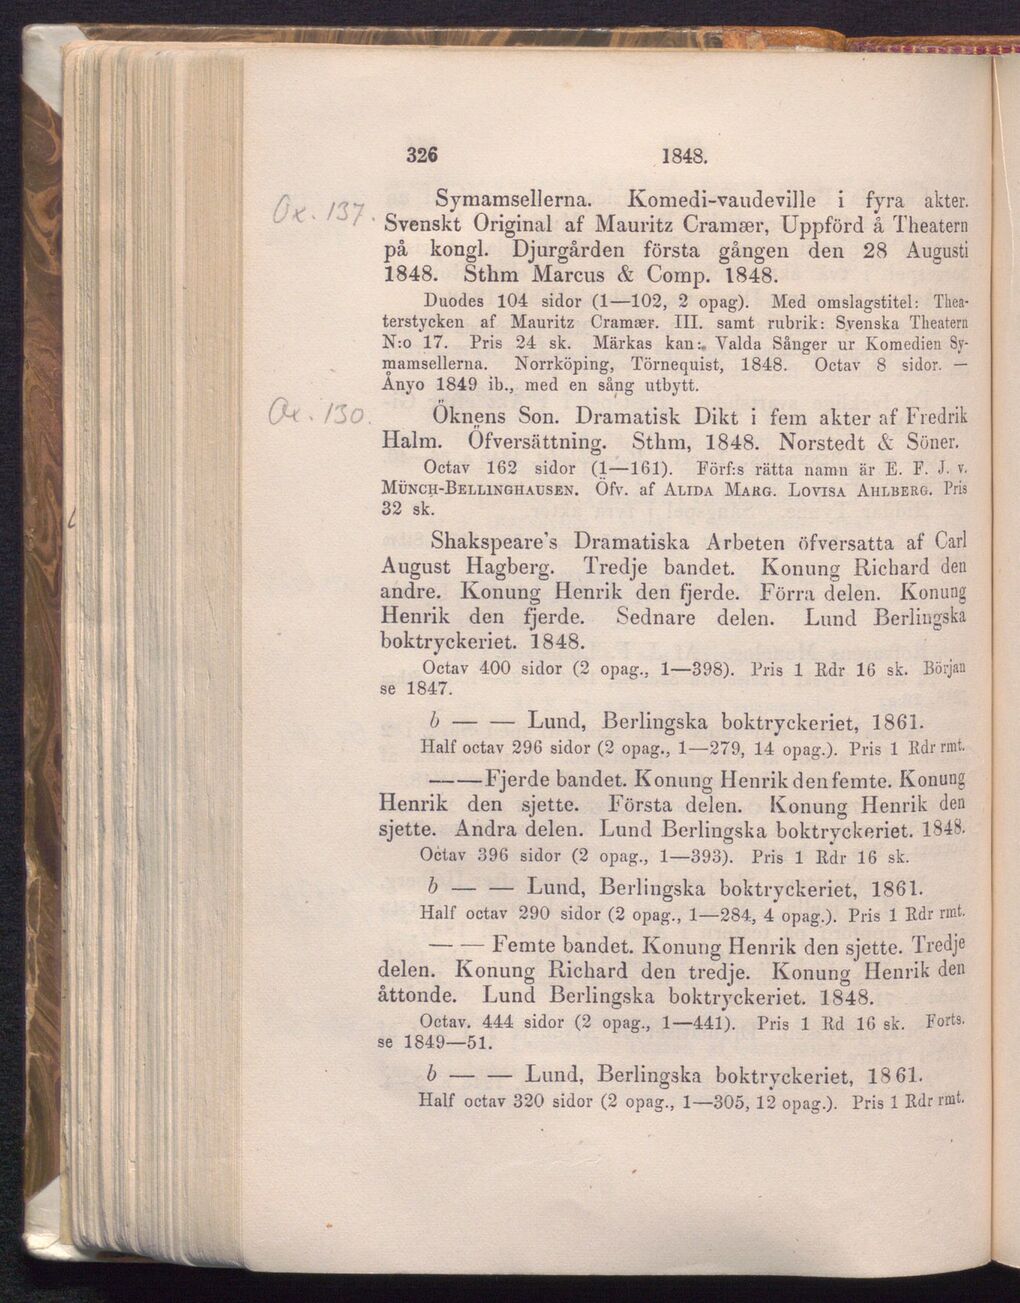 326 1848.
Ox. 137.
Symamsellerna. Komedi-vaudeville i fyra akter.
Svenskt Original af Mauritz Cramær, Uppförd å Theatern
på kongl. Djurgården första gången den 28 Augusti
1848. Sthm Marcus & Comp. 1848.
Duodes 104 sidor (1—102, 2 opag). Med omslagstitel: Thea-
terstycken af Mauritz Cramær. III. samt rubrik: Svenska Theatern
N:o 17. Pris 24 sk. Märkas kan: Valda Sånger ur Komedien Sy-
mamsellerna. Norrköping, Törnequist, 1848. Octav 8 sidor. —
Ånyo 1849 ib., med en sång utbytt.
Ox. 130.
Öknens Son. Dramatisk Dikt i fem akter af Fredrik
Halm. Öfversättning. Sthm, 1848. Norstedt & Söner.
Octav 162 sidor (1—161). Förf:s rätta namn är E. F. J. v.
Münch-Bellinghausen. Öfv. af Alida Marg. Lovisa Ahlberg. Pris
32 sk.
Shakspeare's Dramatiska Arbeten öfversatta af Carl
August Hagberg. Tredje bandet. Konung Richard den
andre. Konung Henrik den fjerde. Förra delen. Konung
Henrik den fjerde. Sednare delen. Lund Berlingska
boktryckeriet. 1848.
Octav 400 sidor (2 opag., 1—398). Pris 1 Rdr 16 sk. Början
se 1847.
b — — Lund, Berlingska boktryckeriet, 1861.
Half octav 296 sidor (2 opag., 1—279, 14 opag.). Pris 1 Rdr rmt.
— — Fjerde bandet. Konung Henrik den femte. Konung
Henrik den sjette. Första delen. Konung Henrik den
sjette. Andra delen. Lund Berlingska boktryckeriet. 1848.
Octav 396 sidor (2 opag., 1—393). Pris 1 Rdr 16 sk.
b — — Lund, Berlingska boktryckeriet, 1861.
Half octav 290 sidor (2 opag., 1—284, 4 opag.). Pris 1 Rdr rmt.
— — Femte bandet. Konung Henrik den sjette. Tredje
delen. Konung Richard den tredje. Konung Henrik den
åttonde. Lund Berlingska boktryckeriet. 1848.
Octav. 444 sidor (2 opag., 1—441). Pris 1 Rd 16 sk. Forts.
se 1849—51.
b — — Lund, Berlingska boktryckeriet, 1861.
Half octav 320 sidor (2 opag., 1—305, 12 opag.). Pris 1 Rdr rmt.